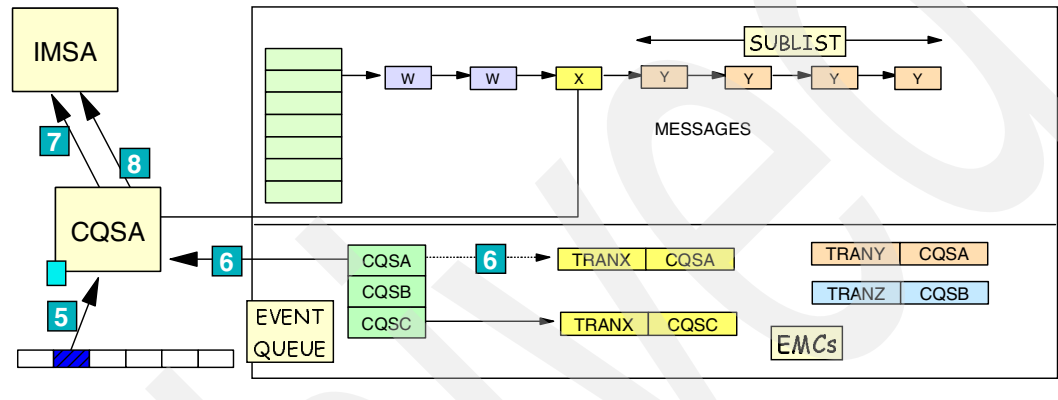 IMSA
SUBLIST
W W X Y Y Y Y
MESSAGES
7
8
CQSA
6
CQSA 6 TRANX CQSA
TRANY CQSA
CQSB
TRANZ CQSB
5
EVENT
QUEUE
CQSC TRANX CQSC
EMCs